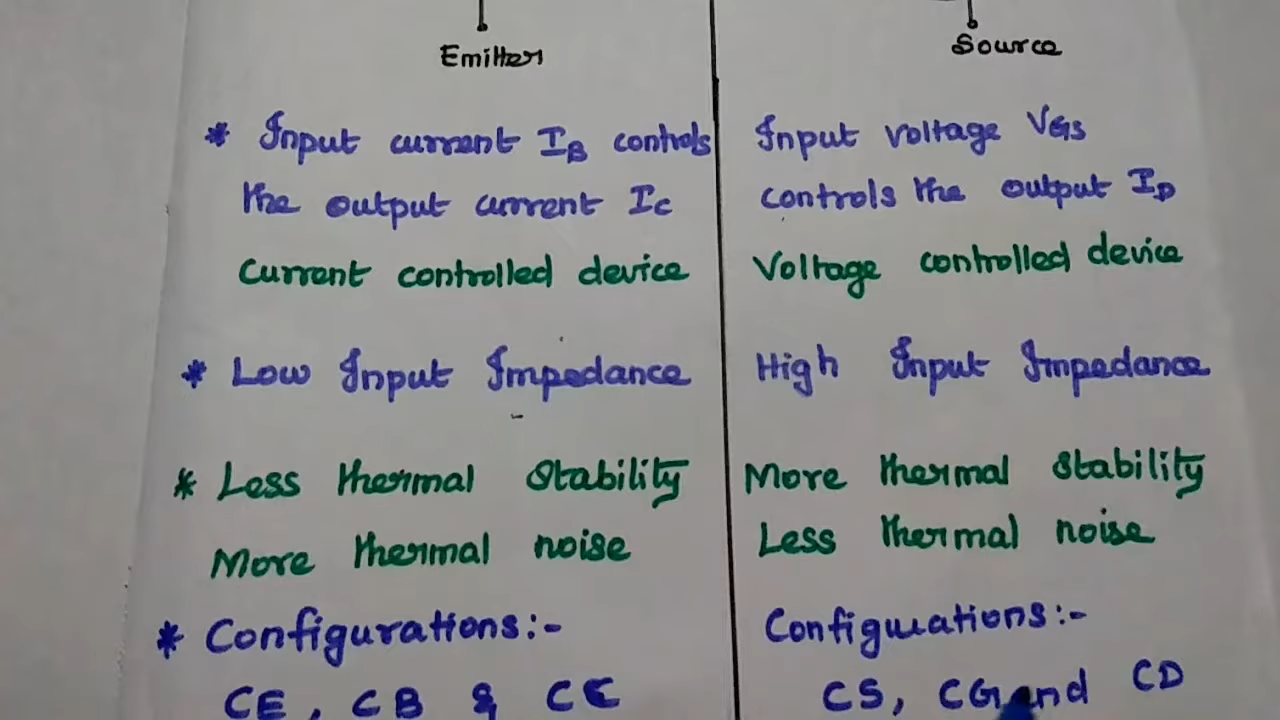 Emitter
* Input current IB controls
the output current Ic
Current controlled device
* Low Input Impedance
* Less thermal Stability
More thermal noise
* Configurations:-
CE, CB & CC
Source
Input voltage VGS
controls the output ID
Voltage controlled device
High Input Impedance
More thermal stability
Less thermal noise
Configurations:-
CS, CG and CD